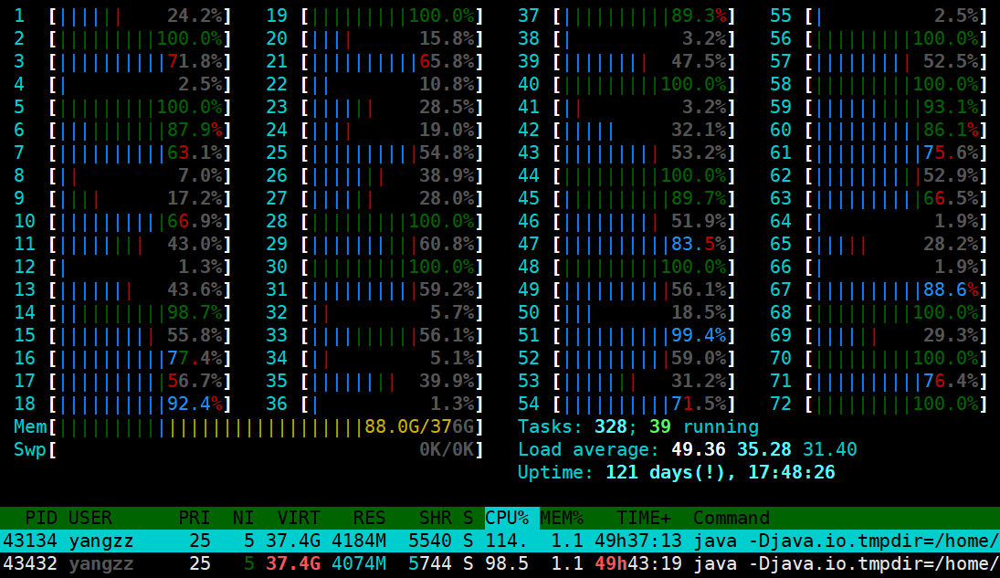 1 [|||||| 24.2%] 19 [|||||||||100.0%] 37 [||||||||||89.3%] 55 [| 2.5%]
2 [|||||||||100.0%] 20 [|||| 15.8%] 38 [| 3.2%] 56 [|||||||||100.0%]
3 [||||||||||71.8%] 21 [||||||||||65.8%] 39 [|||||||| 47.5%] 57 [||||||||| 52.5%]
4 [| 2.5%] 22 [|| 10.8%] 40 [|||||||||100.0%] 58 [|||||||||100.0%]
5 [|||||||||100.0%] 23 [|||||| 28.5%] 41 [|| 3.2%] 59 [||||||||||93.1%]
6 [||||||||||87.9%] 24 [|||| 19.0%] 42 [||||| 32.1%] 60 [||||||||||86.1%]
7 [||||||||||63.1%] 25 [||||||||||54.8%] 43 [||||||||| 53.2%] 61 [||||||||||75.6%]
8 [|| 7.0%] 26 [||||||| 38.9%] 44 [|||||||||100.0%] 62 [||||||||||52.9%]
9 [|||| 17.2%] 27 [|||||| 28.0%] 45 [||||||||||89.7%] 63 [||||||||||66.5%]
10 [||||||||||66.9%] 28 [|||||||||100.0%] 46 [||||||||| 51.9%] 64 [| 1.9%]
11 [|||||||| 43.0%] 29 [||||||||||60.8%] 47 [||||||||||83.5%] 65 [||||| 28.2%]
12 [| 1.3%] 30 [|||||||||100.0%] 48 [|||||||||100.0%] 66 [| 1.9%]
13 [||||||| 43.6%] 31 [||||||||||59.2%] 49 [||||||||||56.1%] 67 [||||||||||88.6%]
14 [||||||||||98.7%] 32 [|| 5.7%] 50 [||| 18.5%] 68 [|||||||||100.0%]
15 [||||||||| 55.8%] 33 [||||||||||56.1%] 51 [||||||||||99.4%] 69 [|||||| 29.3%]
16 [||||||||||77.4%] 34 [|| 5.1%] 52 [||||||||||59.0%] 70 [|||||||||100.0%]
17 [||||||||||56.7%] 35 [|||||||| 39.9%] 53 [||||||| 31.2%] 71 [||||||||||76.4%]
18 [||||||||||92.4%] 36 [| 1.3%] 54 [||||||||||71.5%] 72 [|||||||||100.0%]
Mem[||||||||||||||||||||||||||||88.0G/376G] Tasks: 328; 39 running
Swp[ 0K/0K] Load average: 49.36 35.28 31.40
Uptime: 121 days(!), 17:48:26
PID USER PRI NI VIRT RES SHR S CPU% MEM% TIME+ Command
43134 yangzz 25 5 37.4G 4184M 5540 S 114. 1.1 49h37:13 java -Djava.io.tmpdir=/home/
43432 yangzz 25 5 37.4G 4074M 5744 S 98.5 1.1 49h43:19 java -Djava.io.tmpdir=/home/